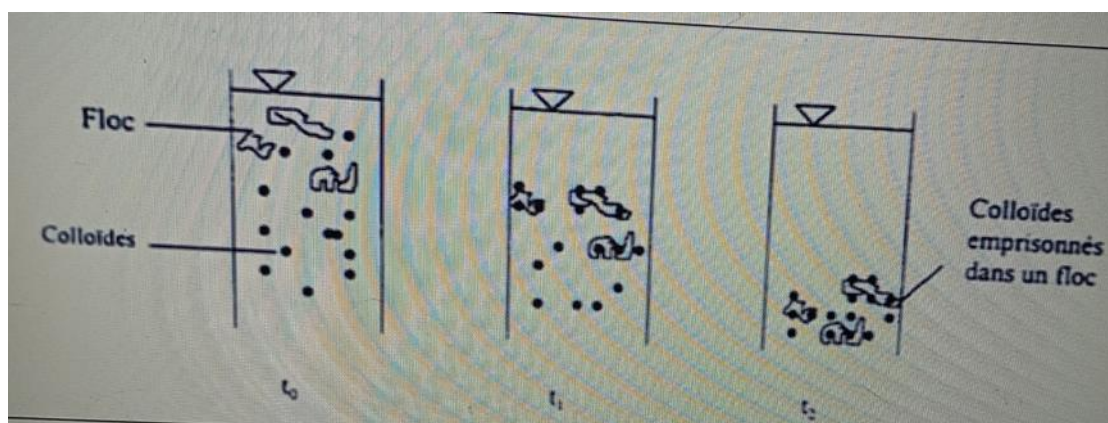 Floc
Colloïdes
Colloïdes
emprisonnés
dans un floc
t₀
t₁
t₂